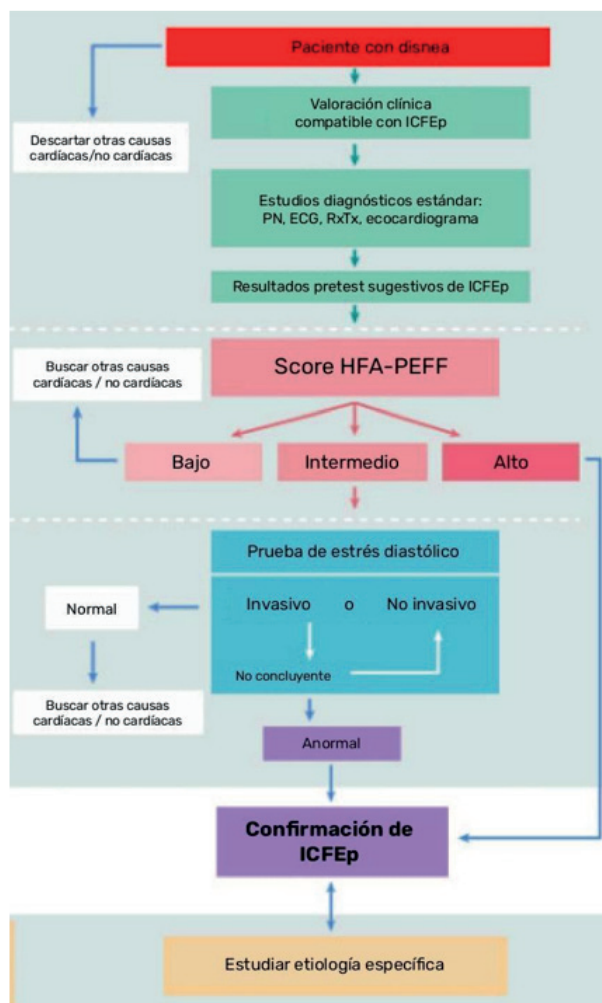 Paciente con disnea
Valoración clínica
compatible con ICFEp
Descartar otras causas
cardíacas/no cardíacas
Estudios diagnósticos estándar:
PN, ECG, RxTx, ecocardiograma
Resultados pretest sugestivos de ICFEp
Buscar otras causas
cardíacas / no cardíacas
Score HFA-PEFF
Bajo
Intermedio
Alto
Prueba de estrés diastólico
Normal
Invasivo o No invasivo
No concluyente
Buscar otras causas
cardíacas / no cardíacas
Anormal
Confirmación de
ICFEp
Estudiar etiología específica